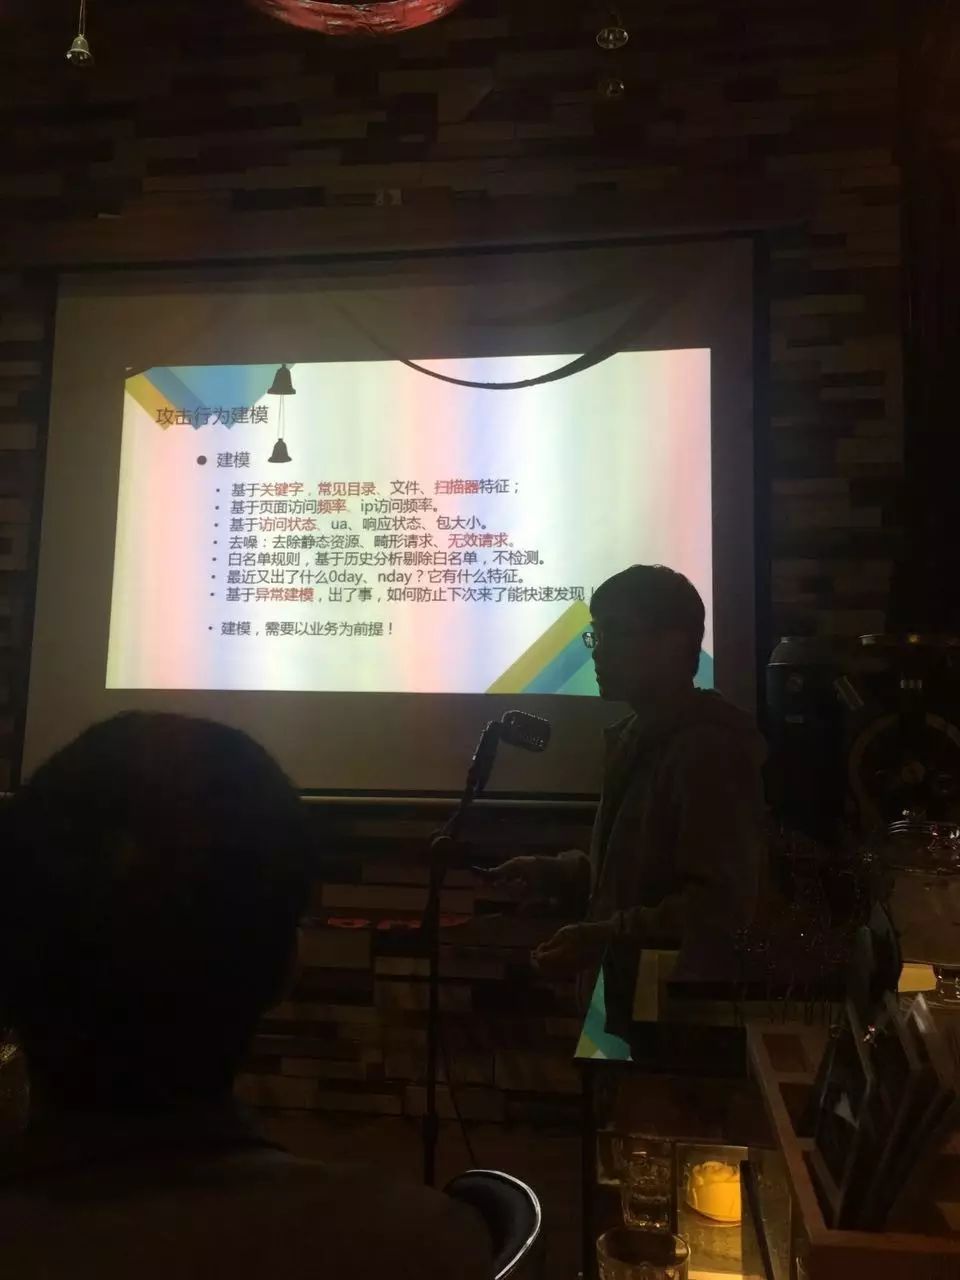 攻击行为建模
● 建模
• 基于关键字，常见目录、文件、扫描器特征；
• 基于页面访问频率、ip访问频率。
• 基于访问状态、ua、响应状态、包大小。
• 去噪：去除静态资源、畸形请求、无效请求。
• 白名单规则，基于历史分析剔除白名单，不检测。
• 最近又出了什么0day、nday？它有什么特征。
• 基于异常建模，出了事，如何防止下次来了能快速发现！
• 建模，需要以业务为前提！